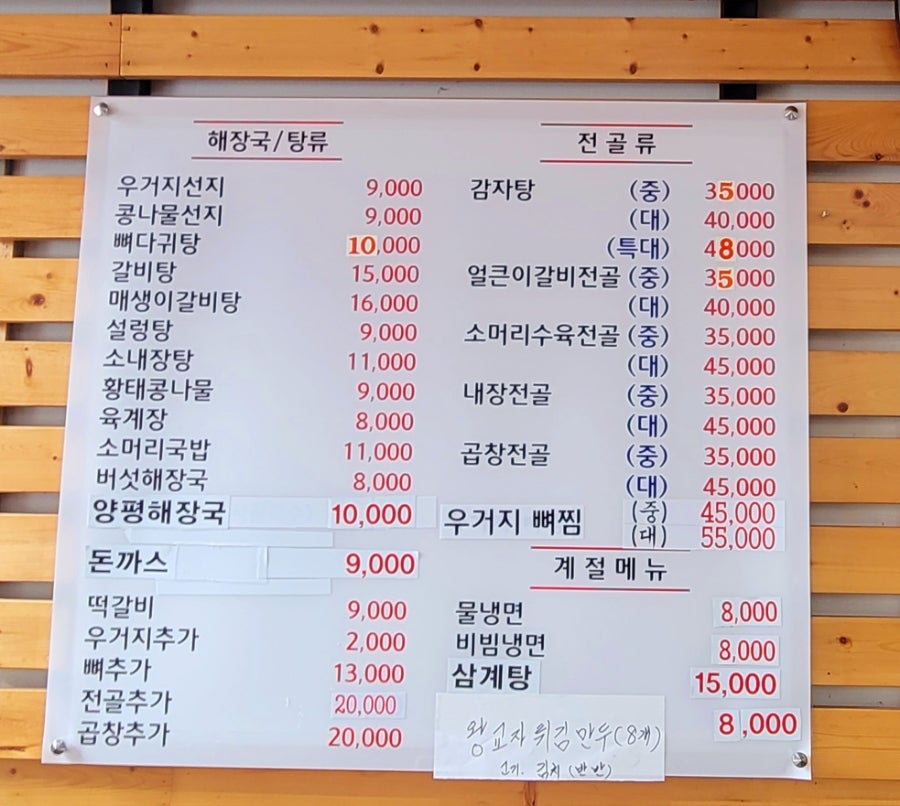 해장국/탕류
우거지선지 9,000
콩나물선지 9,000
뼈다귀탕 10,000
갈비탕 15,000
매생이갈비탕 16,000
설렁탕 9,000
소내장탕 11,000
황태콩나물 9,000
육계장 8,000
소머리국밥 11,000
버섯해장국 8,000
양평해장국 10,000
돈까스 9,000
떡갈비 9,000
우거지추가 2,000
뼈추가 13,000
전골추가 20,000
곱창추가 20,000
전골류
감자탕 (중) 35,000
(대) 40,000
(특대) 48,000
얼큰이갈비전골 (중) 35,000
(대) 40,000
소머리수육전골 (중) 35,000
(대) 45,000
내장전골 (중) 35,000
(대) 45,000
곱창전골 (중) 35,000
(대) 45,000
우거지 뼈찜 (중) 45,000
(대) 55,000
계절메뉴
물냉면 8,000
비빔냉면 8,000
삼계탕 15,000
왕교자튀김만두(8개) 8,000
고기. 김치 (반반)